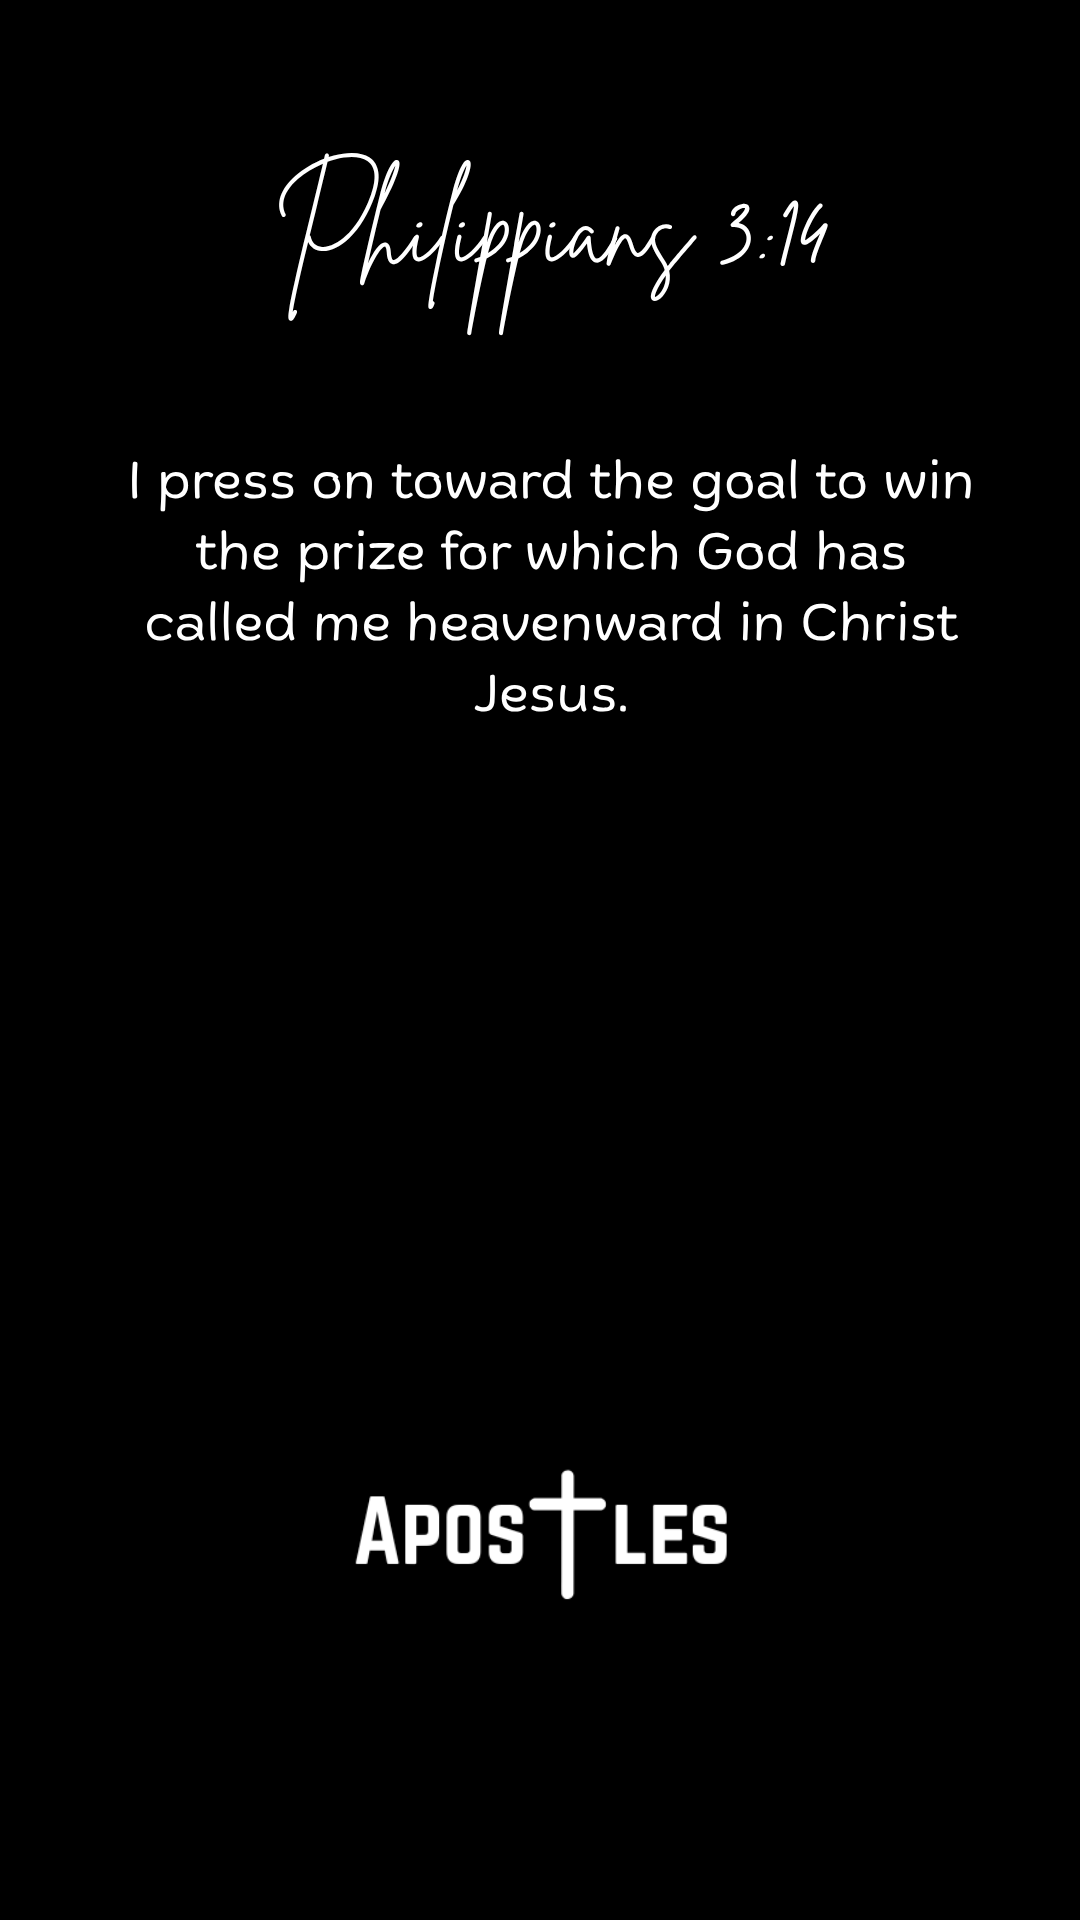 Philippians 3:14
I press on toward the goal to win
the prize for which God has
called me heavenward in Christ
Jesus.
APOSTLES